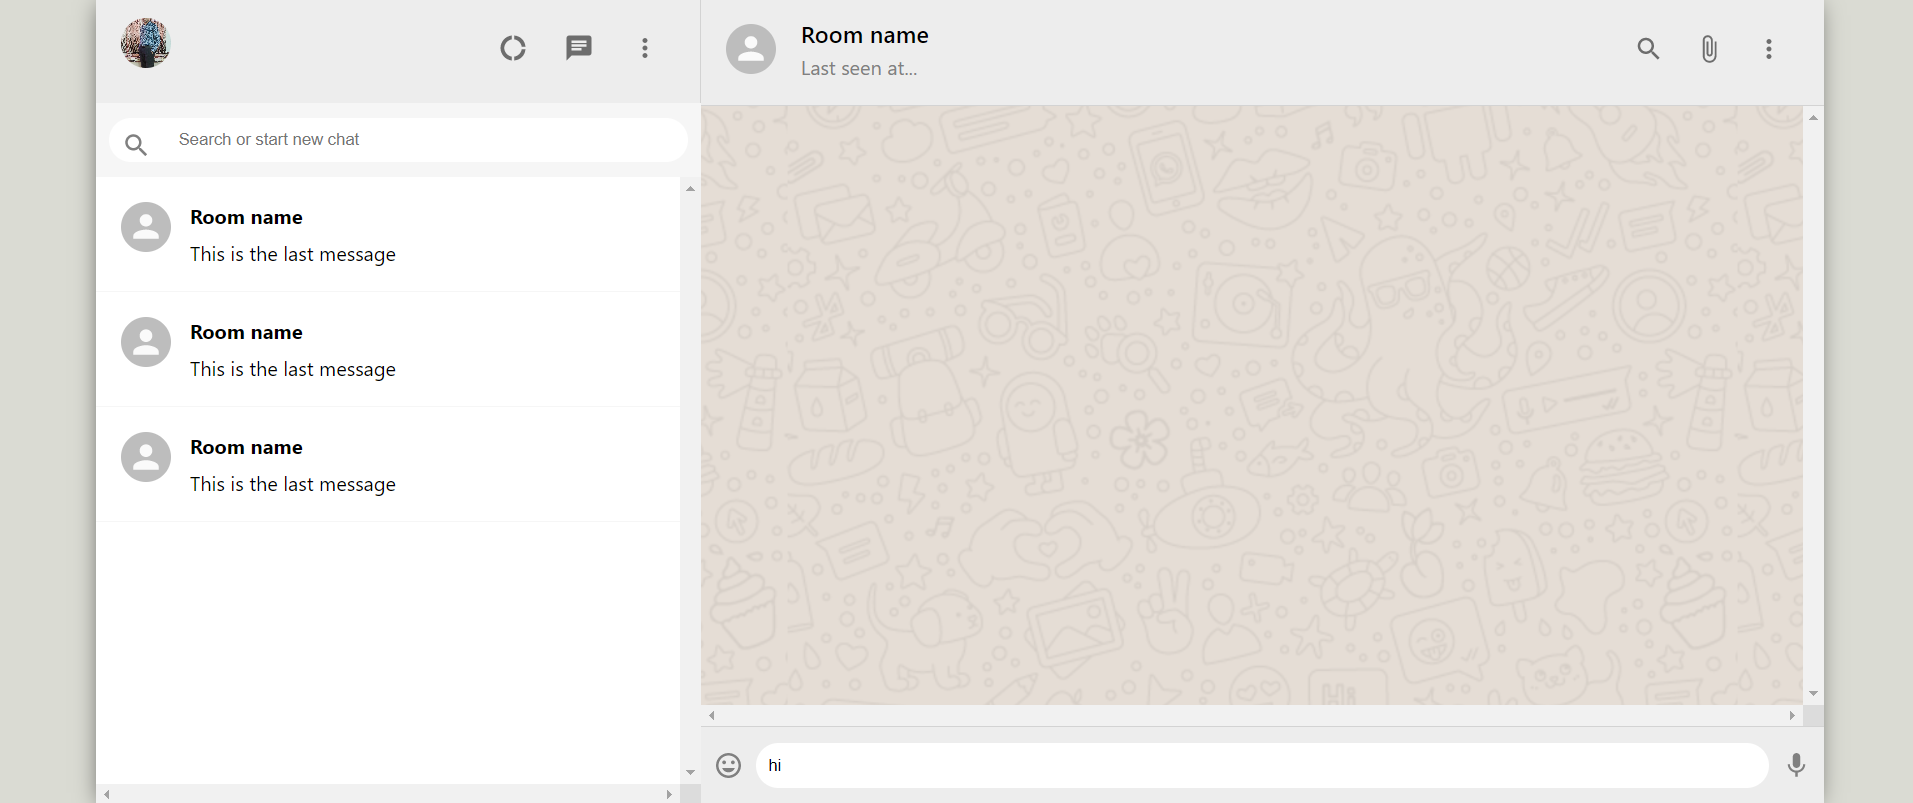 Room name
Last seen at...
Search or start new chat
Room name
This is the last message
Room name
This is the last message
Room name
This is the last message
Hi
hi